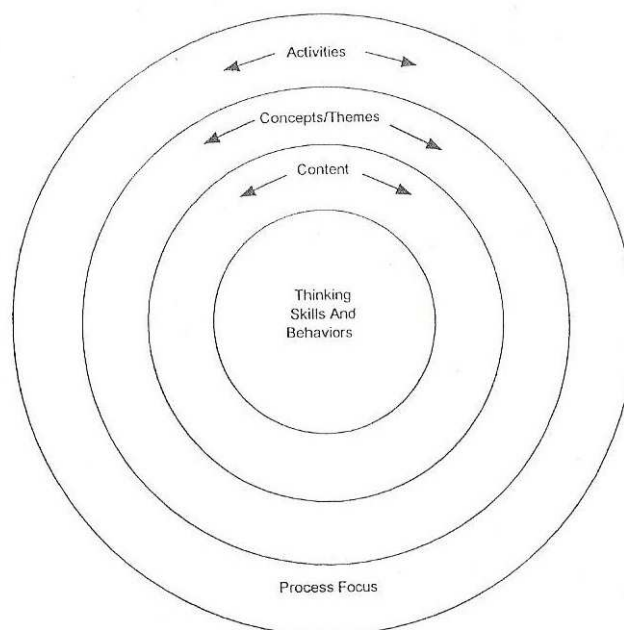 Activities
Concepts/Themes
Content
Thinking
Skills And
Behaviors
Process Focus